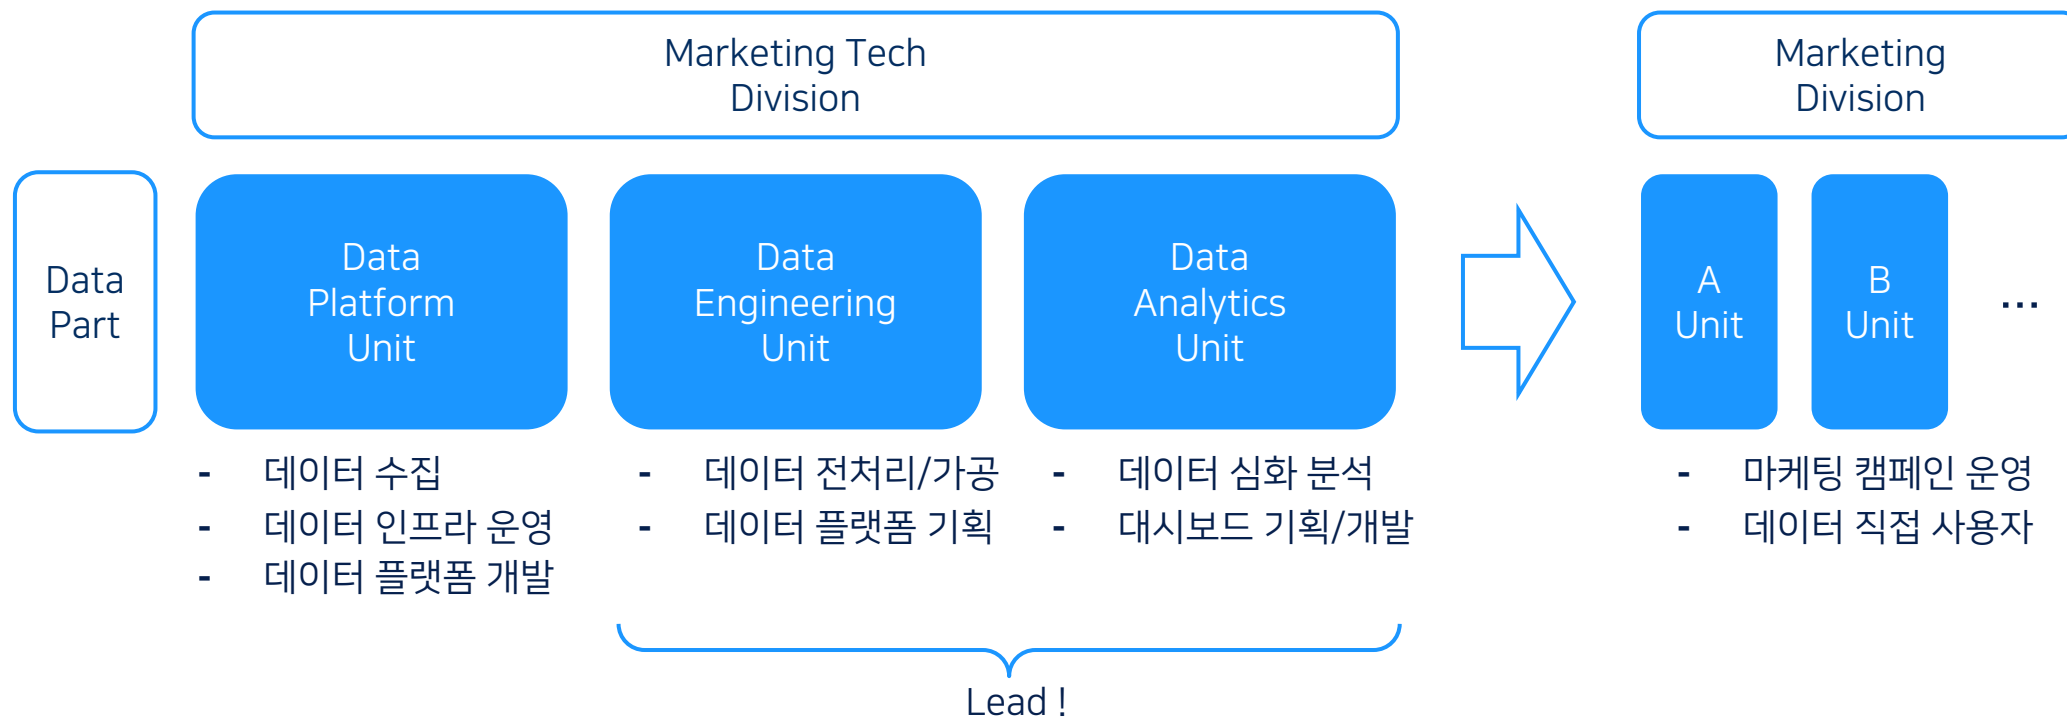 Marketing Tech
Division
Marketing
Division
Data
Part
Data
Platform
Unit
Data
Engineering
Unit
Data
Analytics
Unit
A
Unit
B
Unit
...
- 데이터 수집
- 데이터 인프라 운영
- 데이터 플랫폼 개발
- 데이터 전처리/가공
- 데이터 플랫폼 기획
- 데이터 심화 분석
- 대시보드 기획/개발
- 마케팅 캠페인 운영
- 데이터 직접 사용자
Lead !